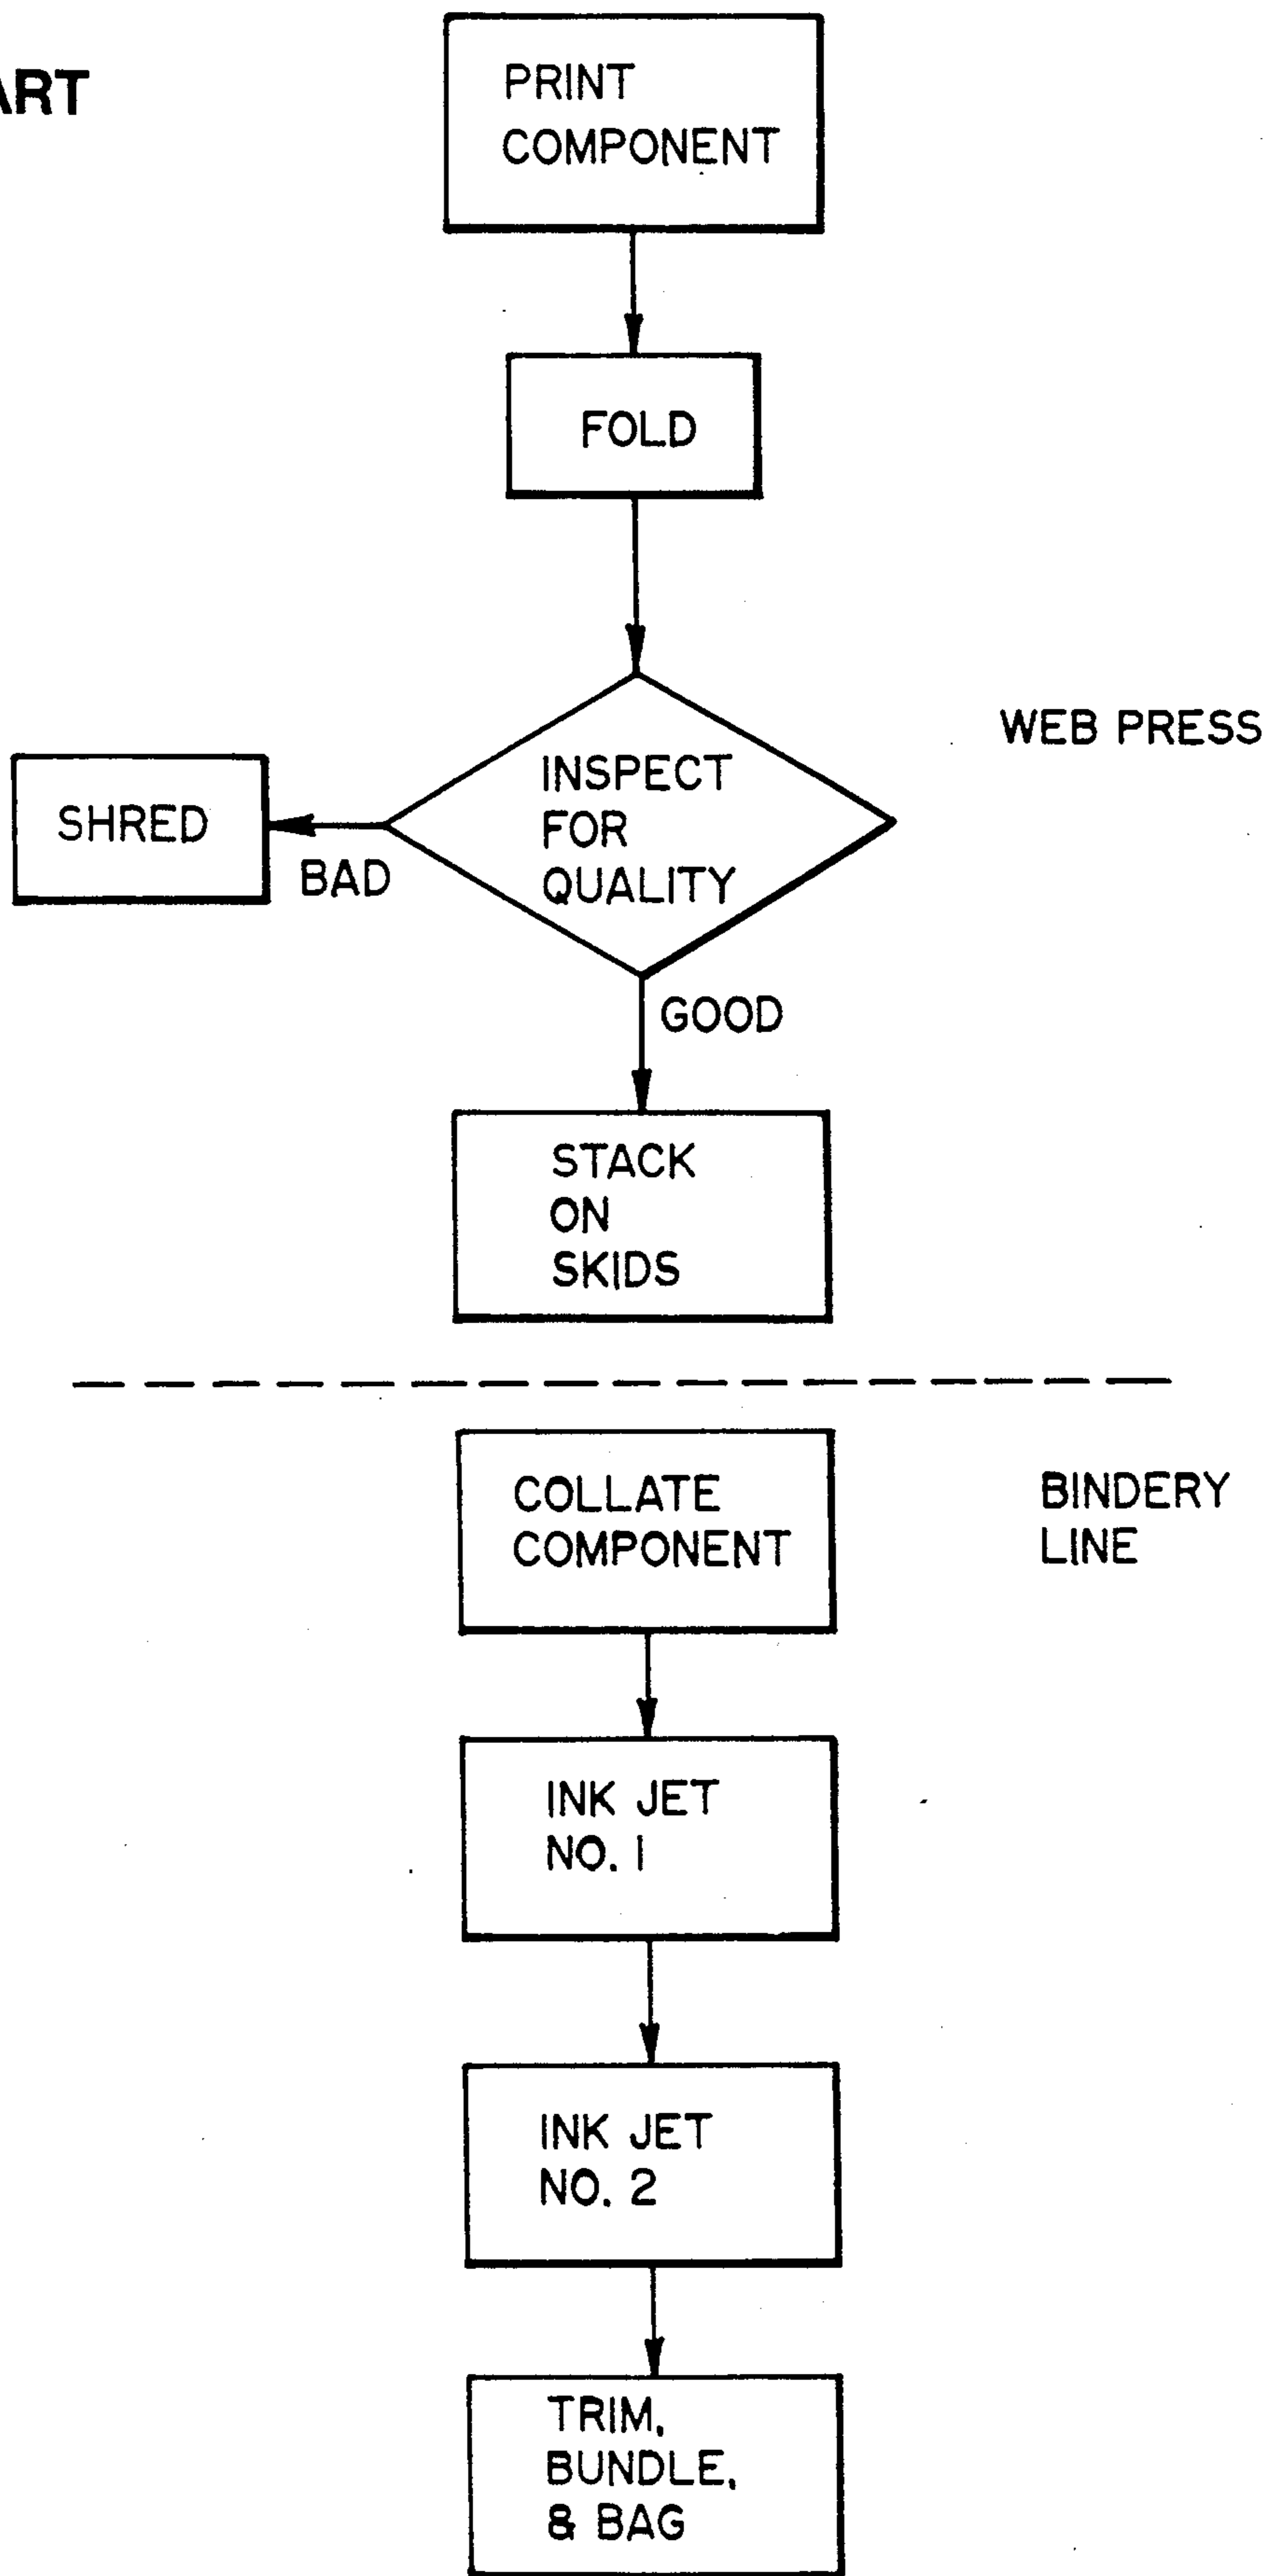 PRINT
COMPONENT
FOLD
WEB PRESS
INSPECT
FOR
QUALITY
SHRED
BAD
GOOD
STACK
ON
SKIDS
COLLATE
COMPONENT
BINDERY
LINE
INK JET
NO. 1
INK JET
NO. 2
TRIM,
BUNDLE,
& BAG